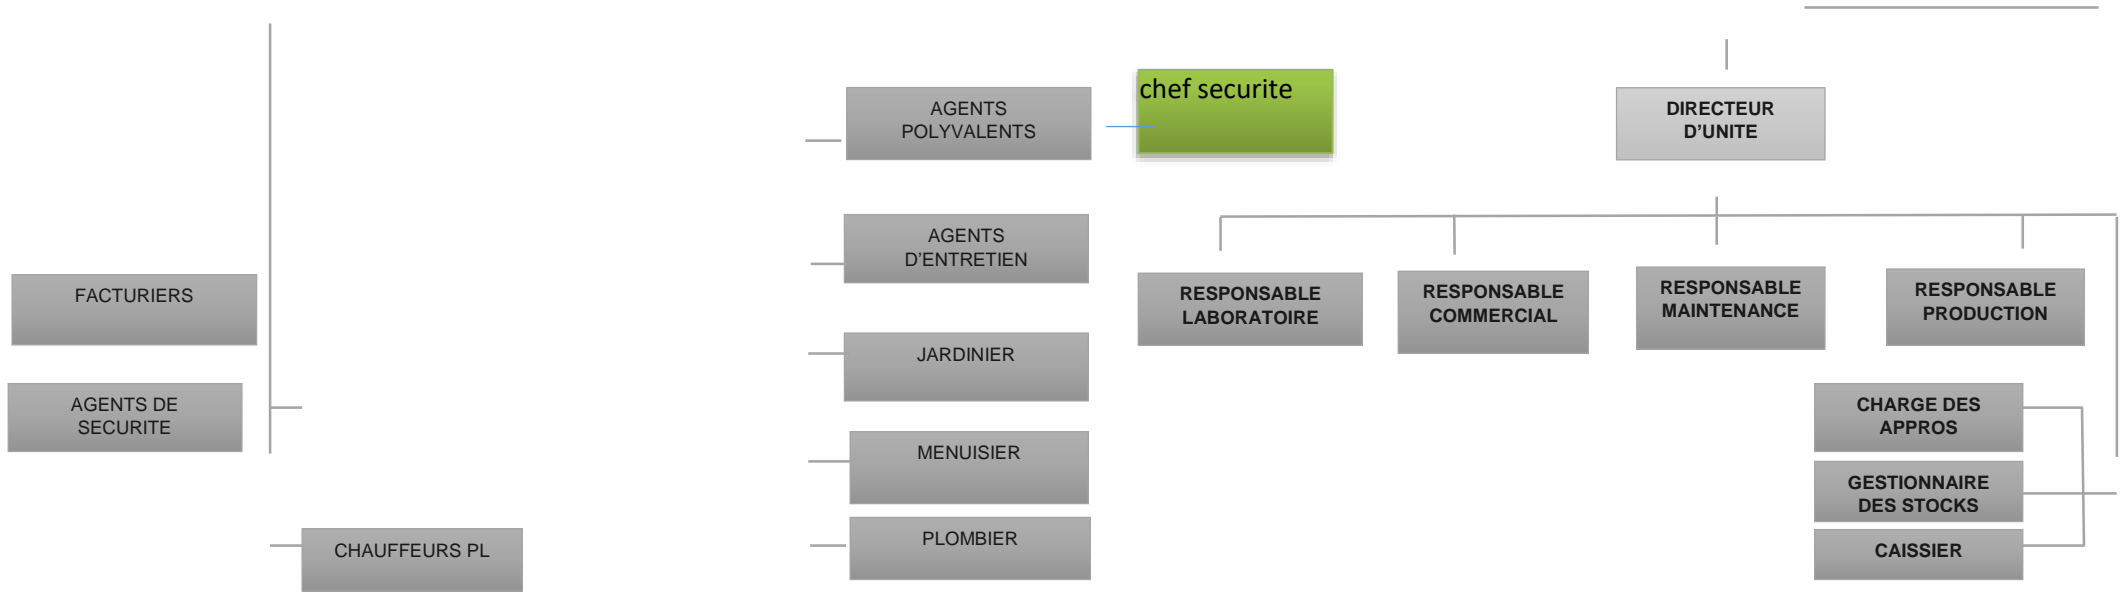 chef securite
AGENTS
POLYVALENTS
DIRECTEUR
D'UNITE
AGENTS
D'ENTRETIEN
FACTURIERS
RESPONSABLE
LABORATOIRE
RESPONSABLE
COMMERCIAL
RESPONSABLE
MAINTENANCE
RESPONSABLE
PRODUCTION
JARDINIER
AGENTS DE
SECURITE
CHARGE DES
APPROS
MENUISIER
GESTIONNAIRE
DES STOCKS
CHAUFFEURS PL
PLOMBIER
CAISSIER